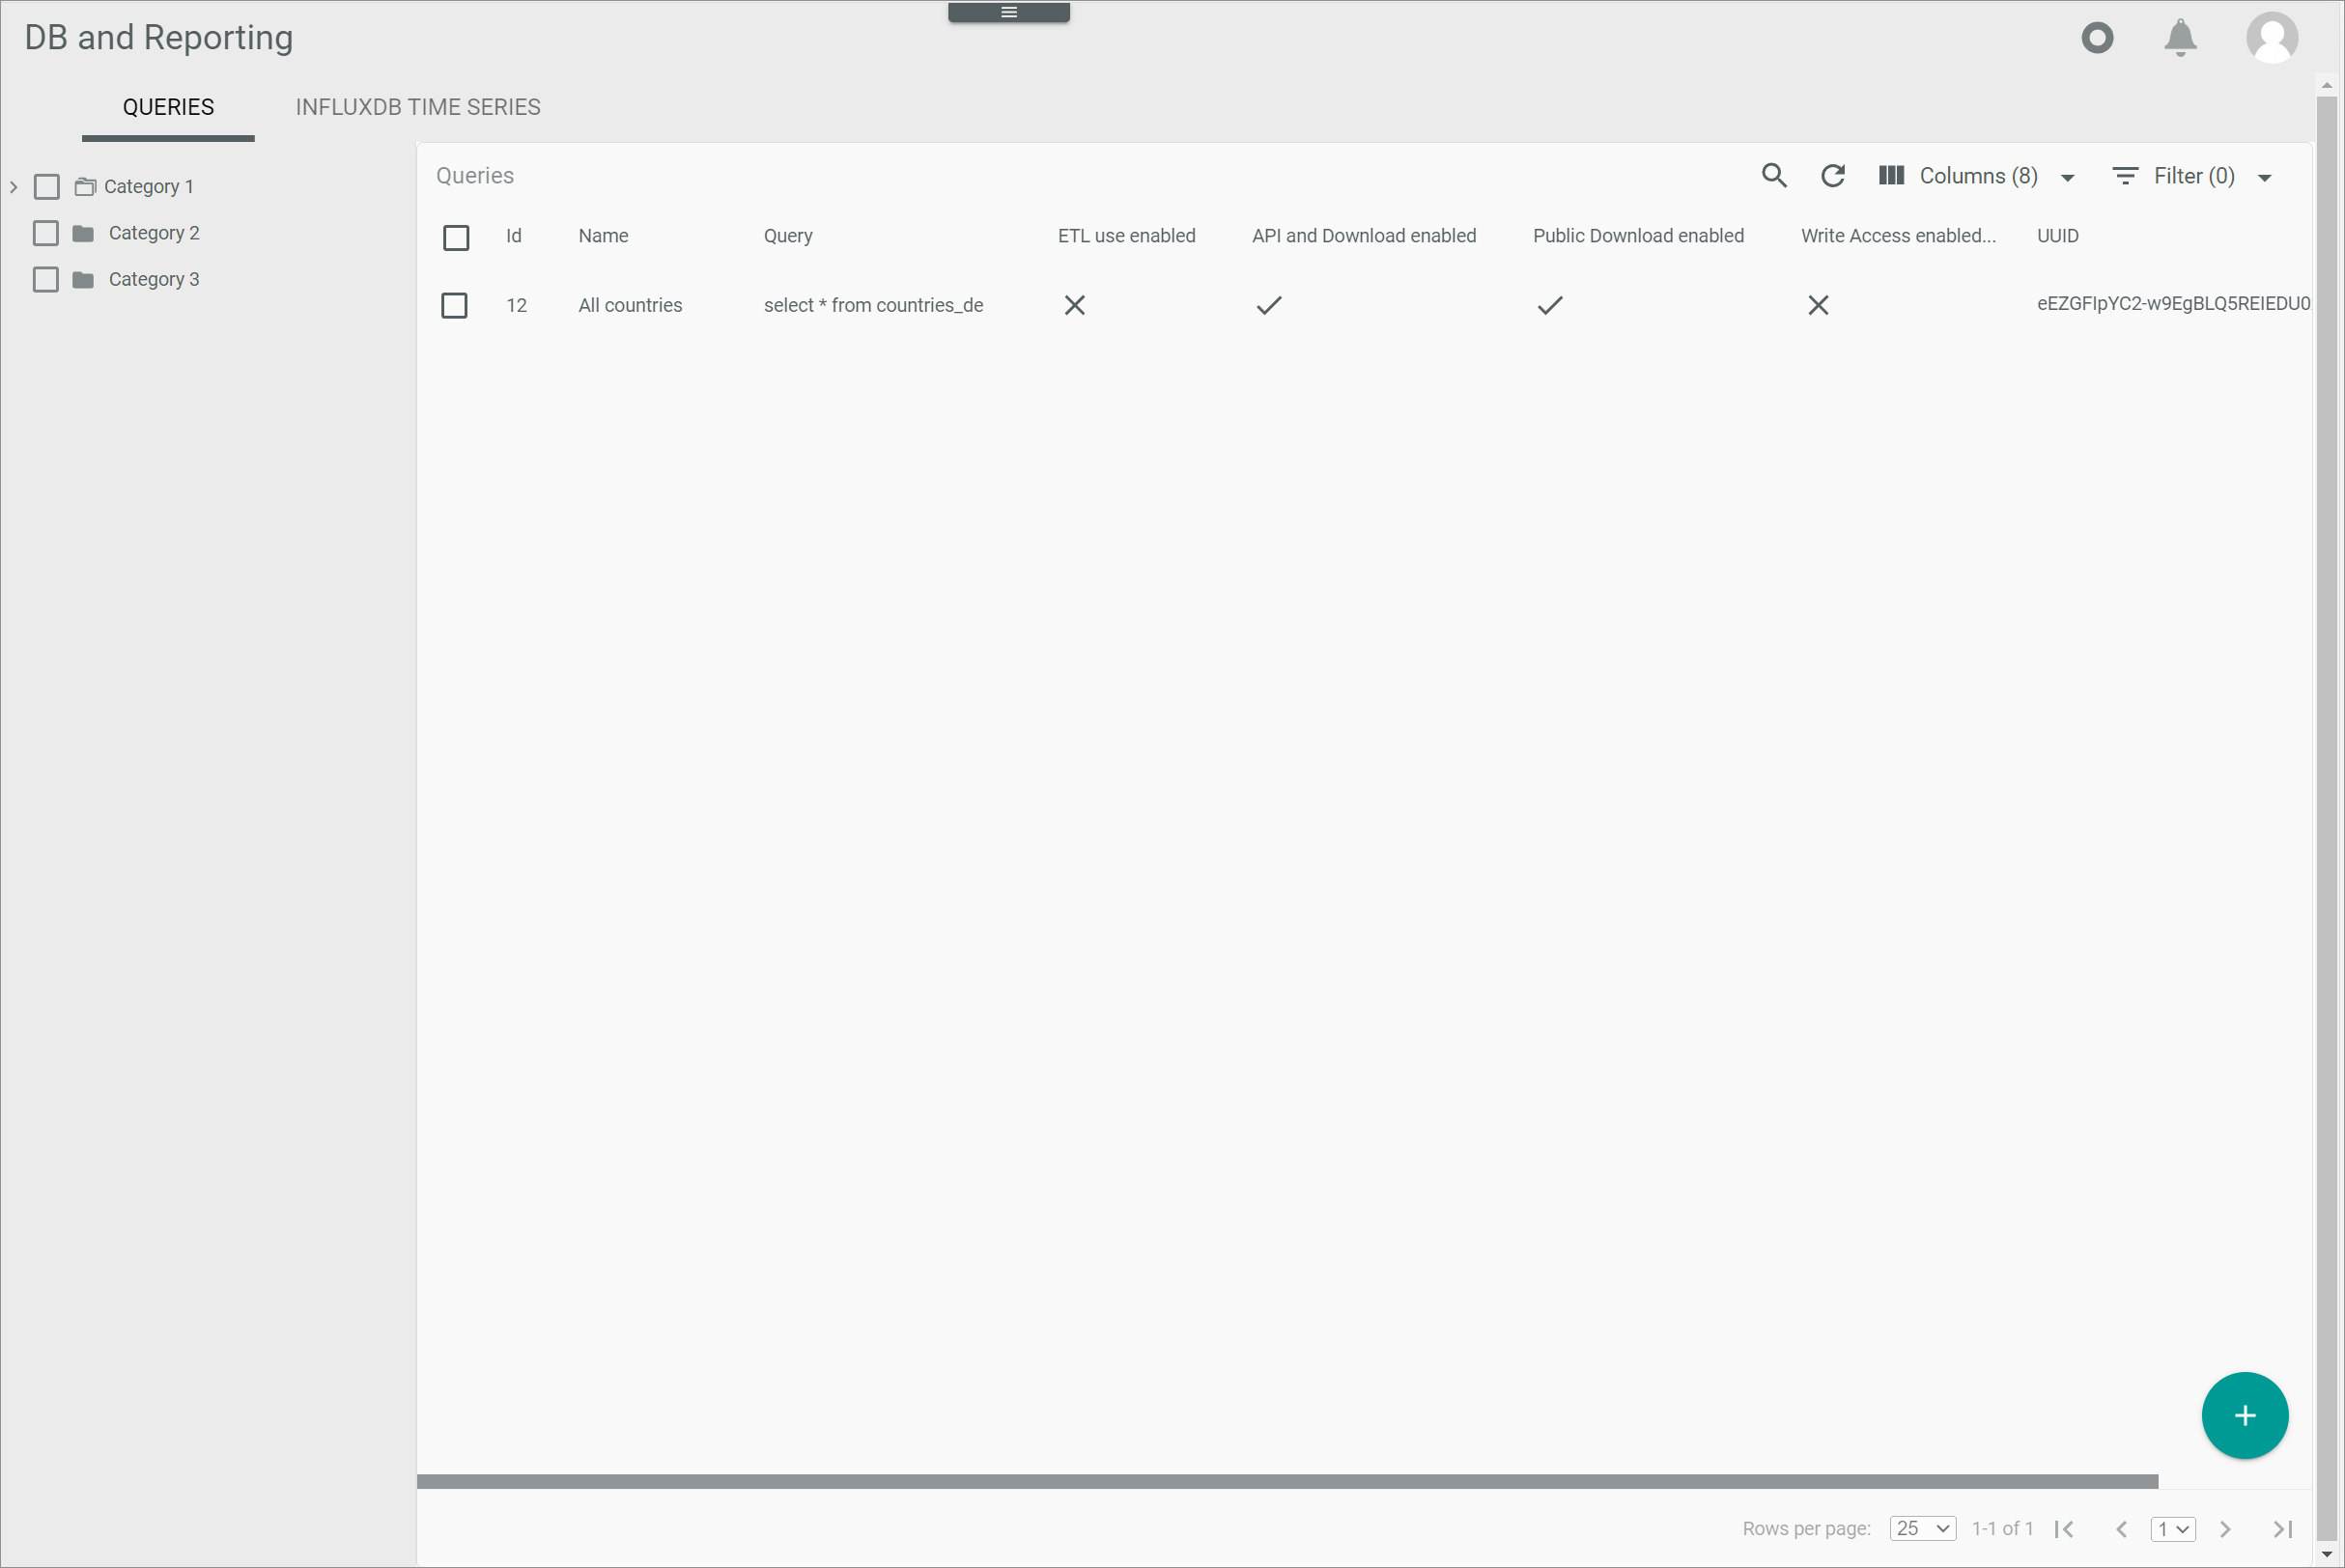 DB and Reporting
QUERIES INFLUXDB TIME SERIES
Category 1
Category 2
Category 3
Queries Columns (8) Filter (0)
Id Name Query ETL use enabled API and Download enabled Public Download enabled Write Access enabled... UUID
12 All countries select * from countries_de eEZGFIpYC2-w9EgBLQ5REIEDU0
Rows per page: 25 1-1 of 1 1